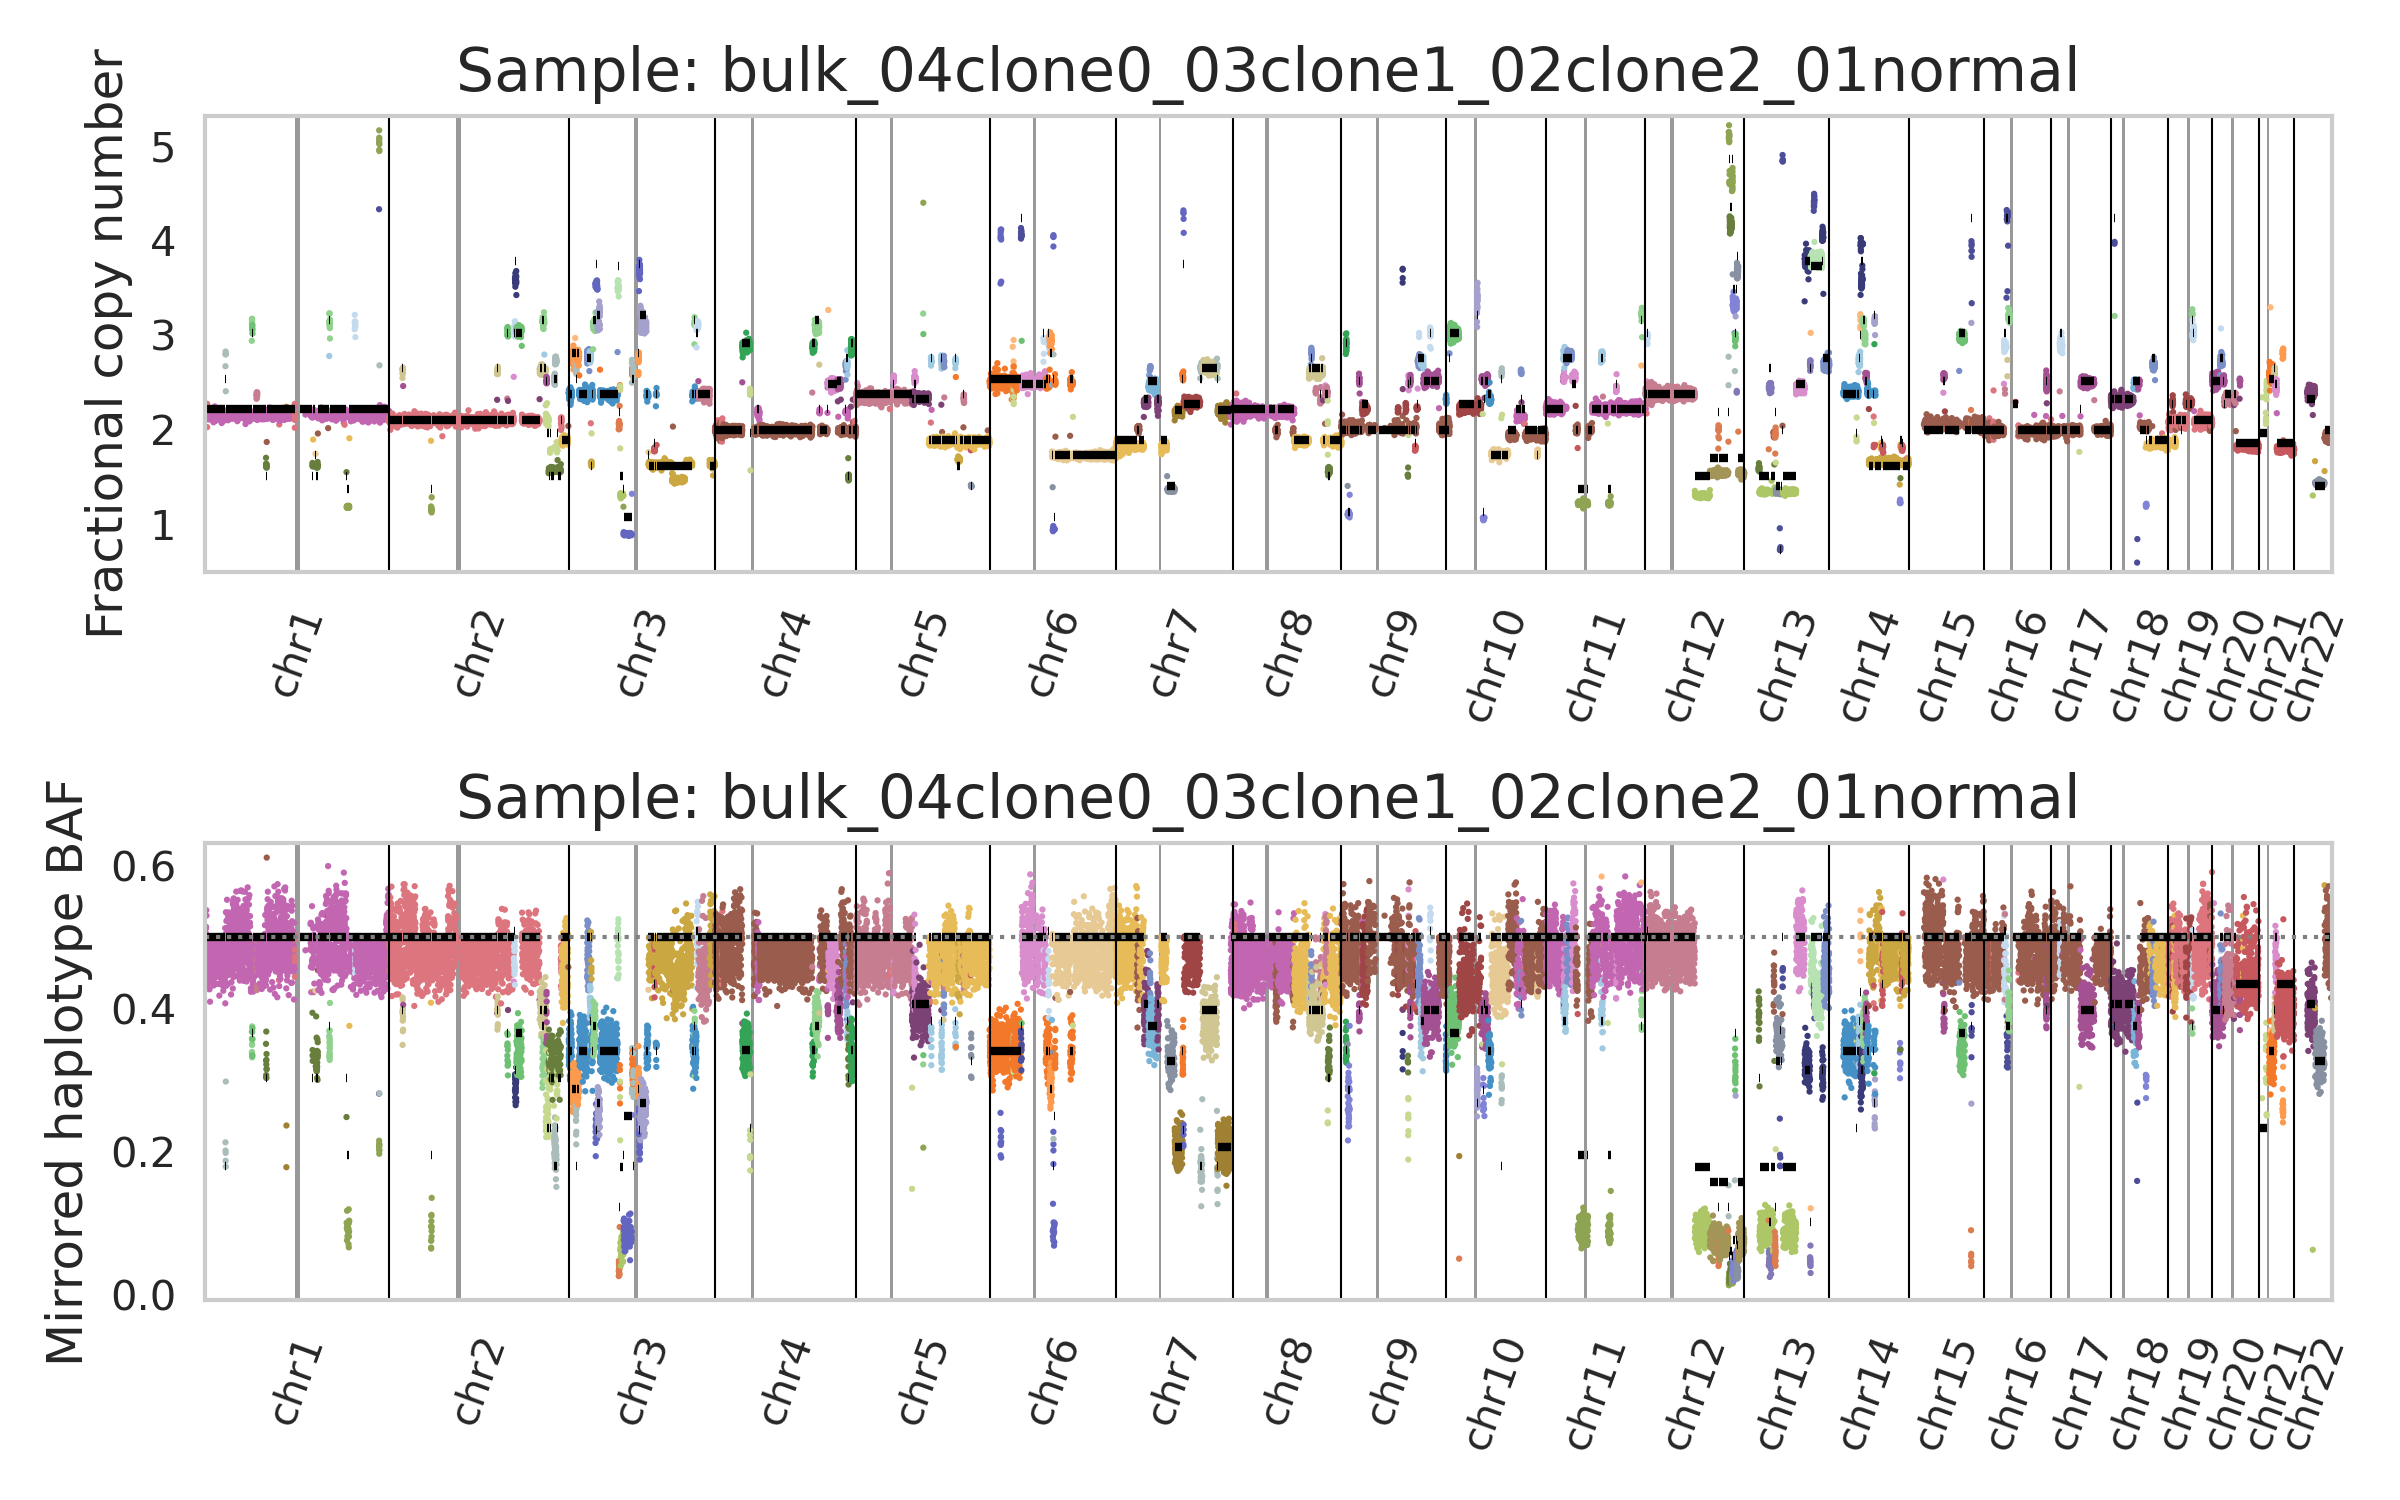 Sample: bulk_04clone0_03clone1_02clone2_01normal
Fractional copy number
5
4
3
2
1
chr1
chr2
chr3
chr4
chr5
chr6
chr7
chr8
chr9
chr10
chr11
chr12
chr13
chr14
chr15
chr16
chr17
chr18
chr19
chr20
chr21
chr22
Sample: bulk_04clone0_03clone1_02clone2_01normal
Mirrored haplotype BAF
0.6
0.4
0.2
0.0
chr1
chr2
chr3
chr4
chr5
chr6
chr7
chr8
chr9
chr10
chr11
chr12
chr13
chr14
chr15
chr16
chr17
chr18
chr19
chr20
chr21
chr22